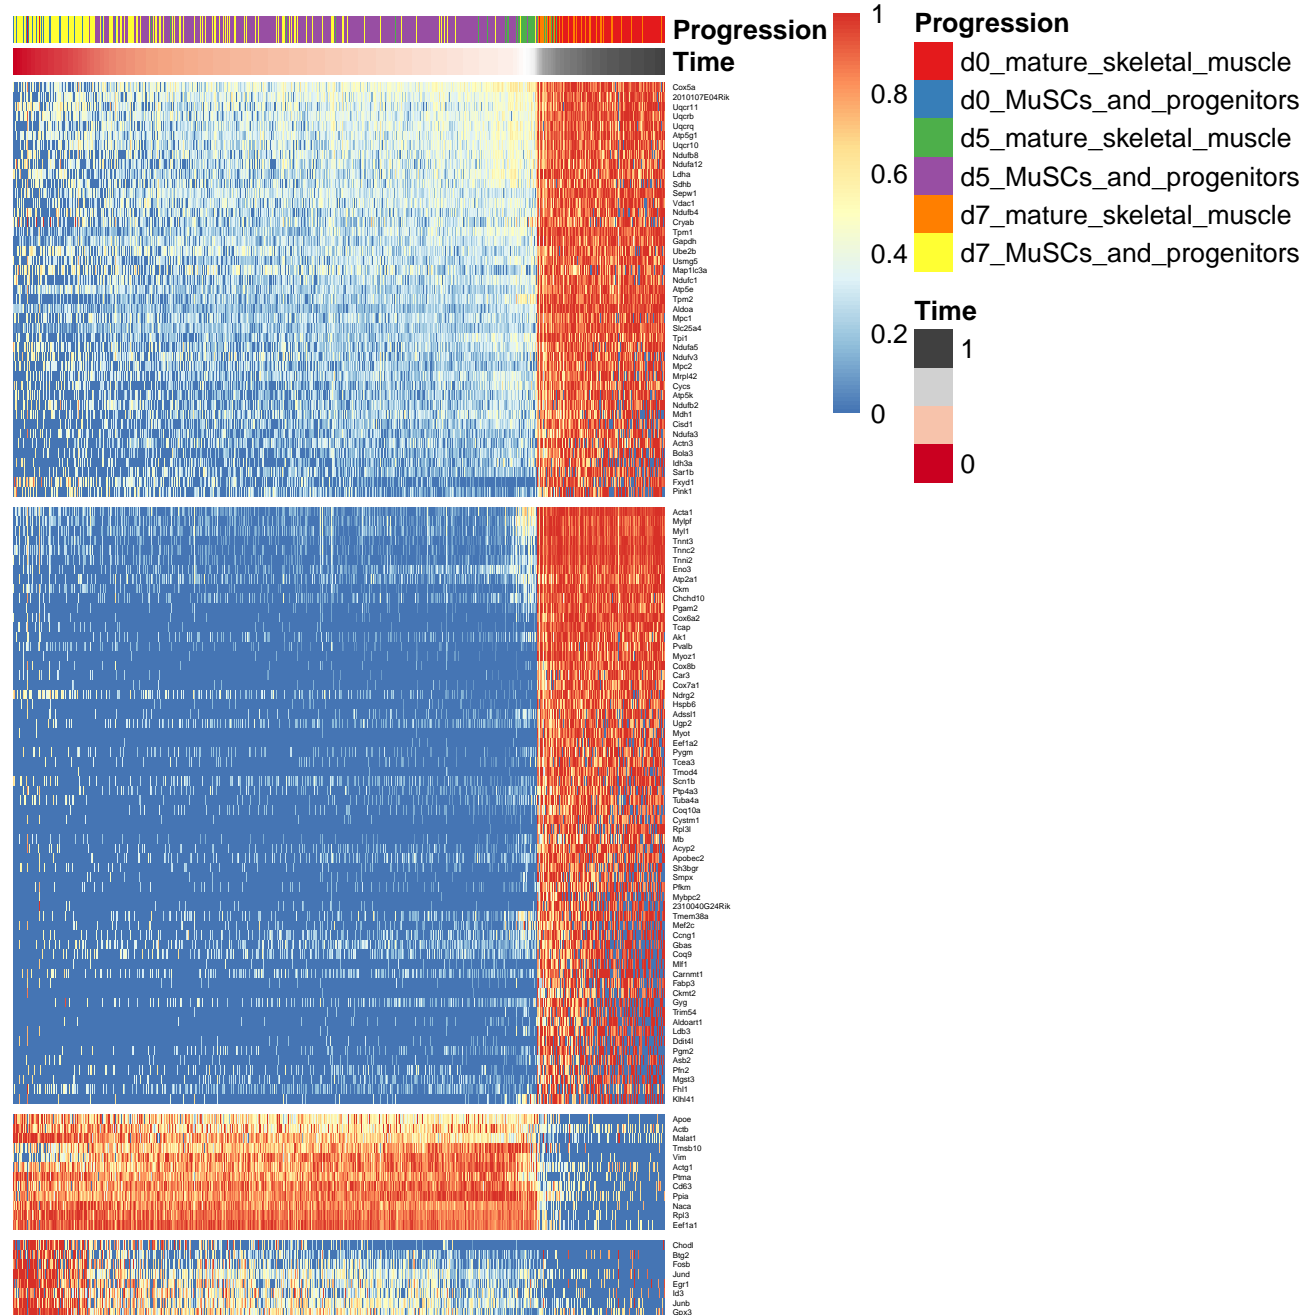 Progression
Time
Cox5a
2010107E04Rik
Uqcr11
Uqcrb
Uqcrq
Atp5g1
Uqcr10
Ndufb8
Ndufa12
Ldha
Sdhb
Sepw1
Vdac1
Ndufb4
Cryab
Tpm1
Gapdh
Ube2b
Usmg5
Map1lc3a
Ndufc1
Atp5e
Tpm2
Aldoa
Mpc1
Slc25a4
Tpi1
Ndufa5
Ndufv3
Mpc2
Mrpl42
Cycs
Atp5k
Ndufb2
Mdh1
Cisd1
Ndufa3
Actn3
Bola3
Idh3a
Sar1b
Fxyd1
Pink1
Acta1
Mylpf
Myl1
Tnnt3
Tnnc2
Tnni2
Eno3
Atp2a1
Ckm
Chchd10
Pgam2
Cox6a2
Tcap
Ak1
Pvalb
Myoz1
Cox8b
Car3
Cox7a1
Ndrg2
Hspb6
Adssl1
Ugp2
Myot
Eef1a2
Pygm
Tcea3
Tmod4
Scn1b
Ptp4a3
Tuba4a
Coq10a
Cystm1
Rpl3l
Mb
Acyp2
Apobec2
Sh3bgr
Smpx
Pfkm
Mybpc2
2310040G24Rik
Tmem38a
Mef2c
Ccng1
Gbas
Coq9
Mlf1
Carnmt1
Fabp3
Ckmt2
Gyg
Trim54
Aldoart1
Ldb3
Ddit4l
Pgm2
Asb2
Pfn2
Mgst3
Fhl1
Klhl41
Apoe
Actb
Malat1
Tmsb10
Vim
Actg1
Ptma
Cd63
Ppia
Naca
Rpl3
Eef1a1
Chodl
Btg2
Fosb
Jund
Egr1
Id3
Junb
Gpx3
1
0.8
0.6
0.4
0.2
0
Progression
d0_mature_skeletal_muscle
d0_MuSCs_and_progenitors
d5_mature_skeletal_muscle
d5_MuSCs_and_progenitors
d7_mature_skeletal_muscle
d7_MuSCs_and_progenitors
Time
1
0